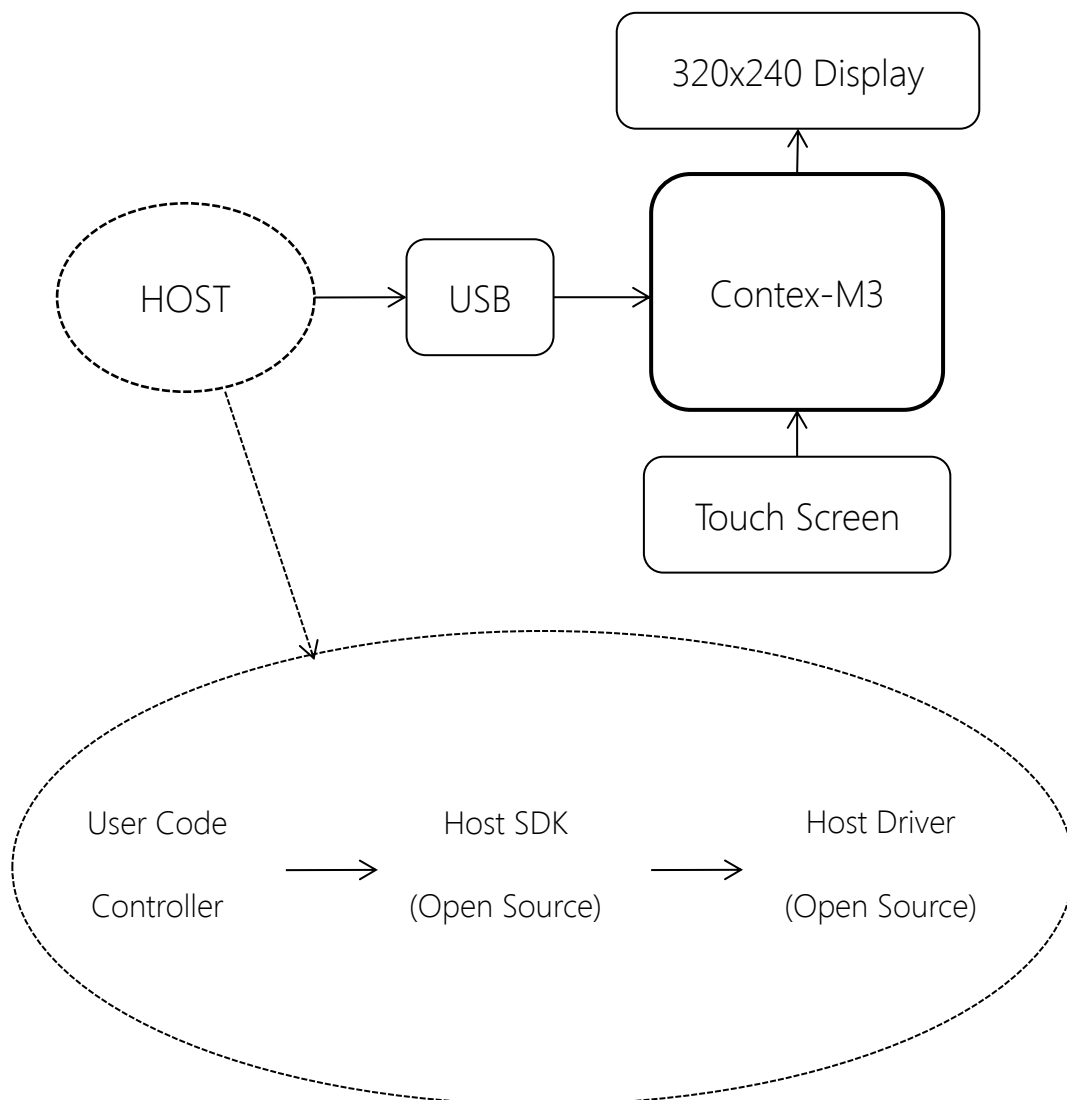 320x240 Display
HOST
USB
Contex-M3
Touch Screen
User Code
Controller
Host SDK
(Open Source)
Host Driver
(Open Source)